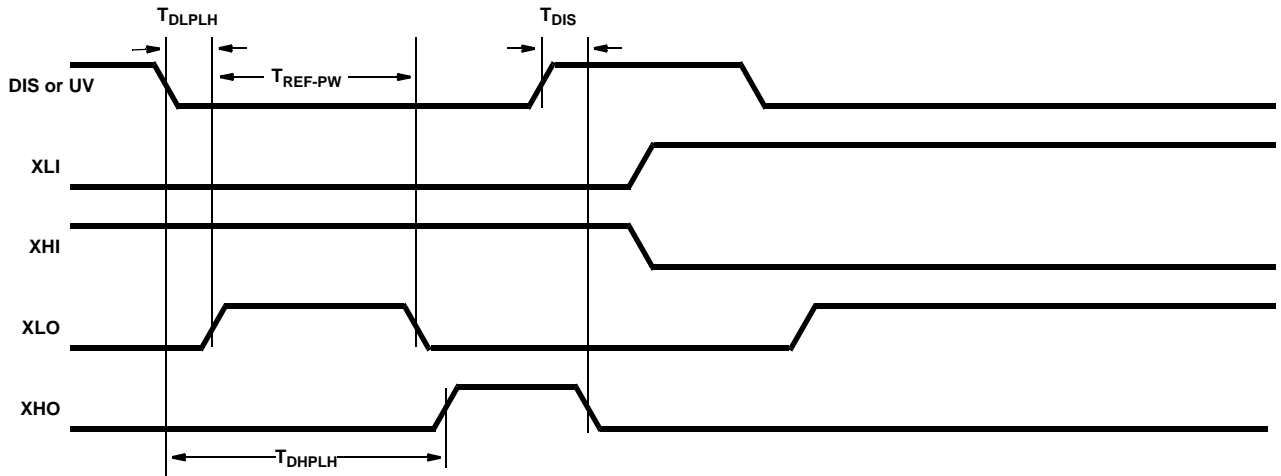 TDLPLH
TDIS
DIS or UV
TREF-PW
XLI
XHI
XLO
XHO
TDHPLH